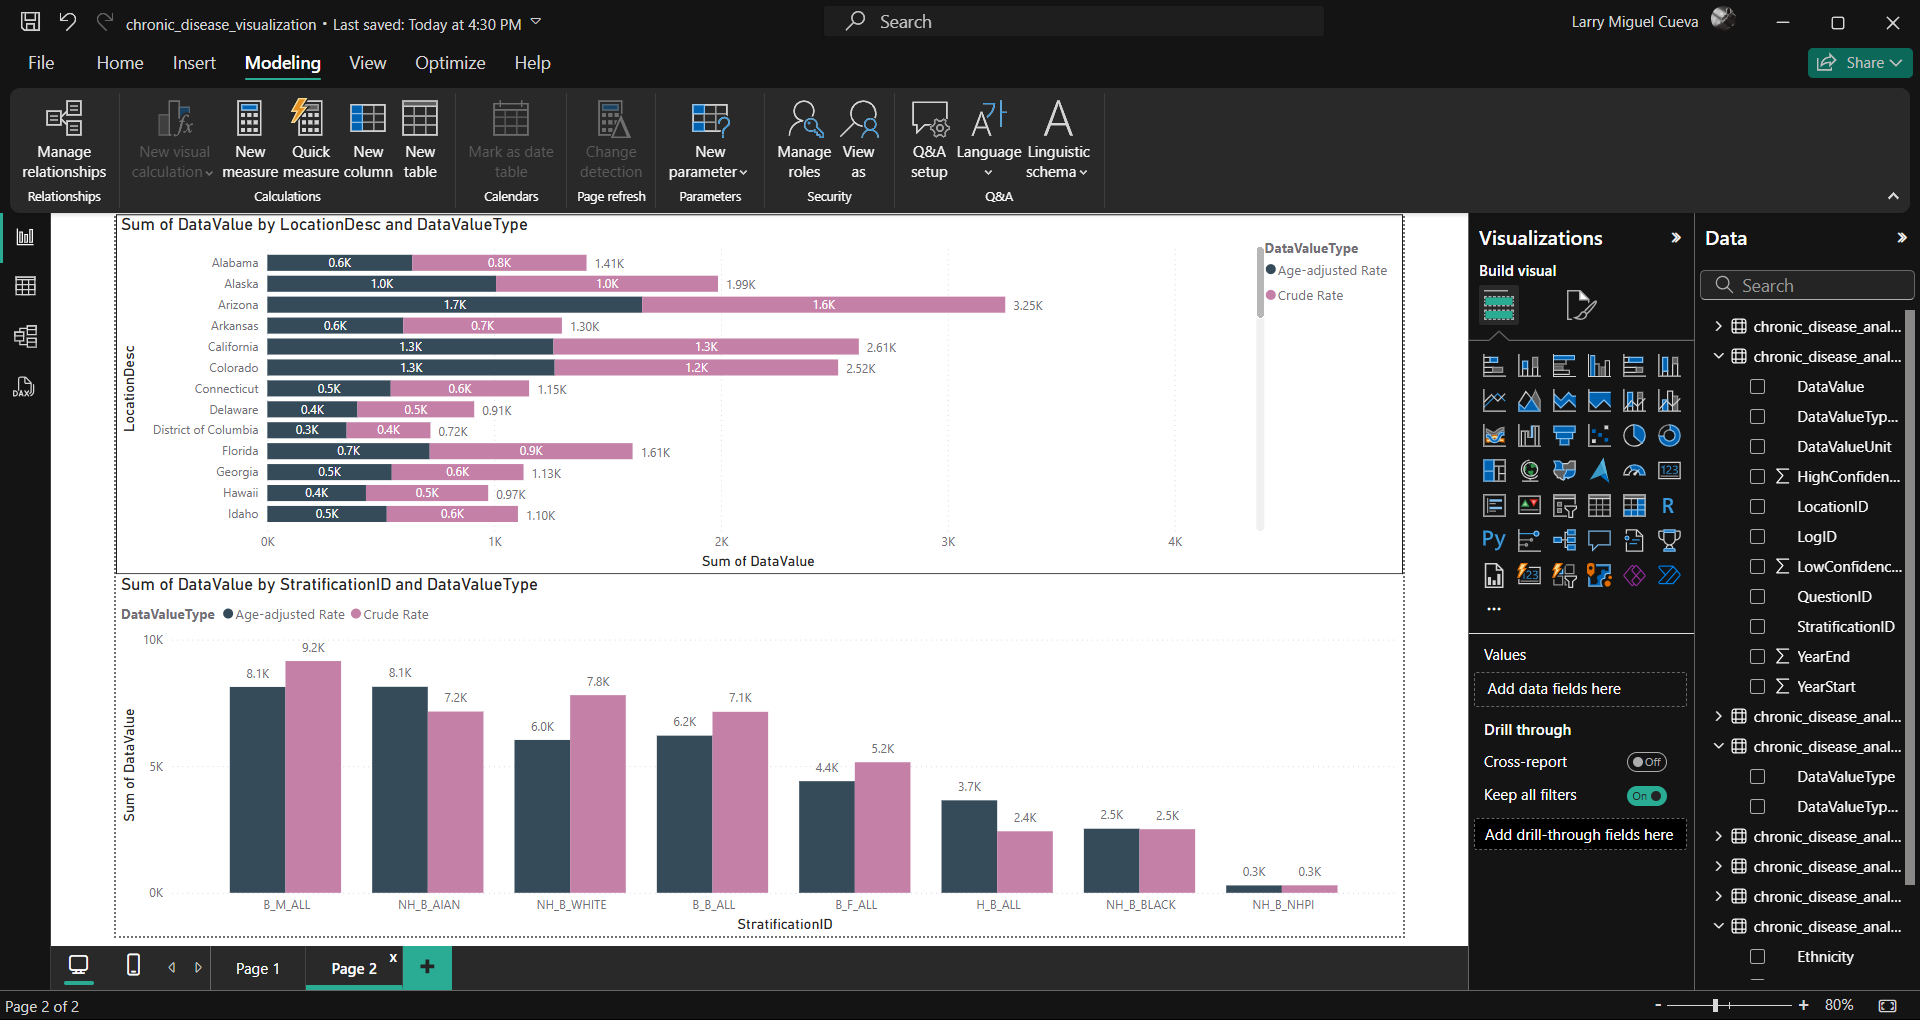 chronic_disease_visualization • Last saved: Today at 4:30 PM
Search
Larry Miguel Cueva
File Home Insert Modeling View Optimize Help
Share
Manage relationships
New visual calculation
New measure
Quick measure
New column
New table
Mark as date table
Change detection
New parameter
Manage roles
View as
Q&A setup
Language
Linguistic schema
Relationships
Calculations
Calendars
Page refresh
Parameters
Security
Q&A
DAX
Sum of DataValue by LocationDesc and DataValueType
LocationDesc
Alabama 0.6K 0.8K 1.41K
Alaska 1.0K 1.0K 1.99K
Arizona 1.7K 1.6K 3.25K
Arkansas 0.6K 0.7K 1.30K
California 1.3K 1.3K 2.61K
Colorado 1.3K 1.2K 2.52K
Connecticut 0.5K 0.6K 1.15K
Delaware 0.4K 0.5K 0.91K
District of Columbia 0.3K 0.4K 0.72K
Florida 0.7K 0.9K 1.61K
Georgia 0.5K 0.6K 1.13K
Hawaii 0.4K 0.5K 0.97K
Idaho 0.5K 0.6K 1.10K
0K 1K 2K 3K 4K
Sum of DataValue
DataValueType
Age-adjusted Rate
Crude Rate
Sum of DataValue by StratificationID and DataValueType
DataValueType Age-adjusted Rate Crude Rate
Sum of DataValue
10K
5K
0K
8.1K 9.2K
8.1K 7.2K
6.0K 7.8K
6.2K 7.1K
4.4K 5.2K
3.7K 2.4K
2.5K 2.5K
0.3K 0.3K
B_M_ALL NH_B_AIAN NH_B_WHITE B_B_ALL B_F_ALL H_B_ALL NH_B_BLACK NH_B_NHPI
StratificationID
Visualizations
Build visual
123
R
Py
123
...
Values
Add data fields here
Drill through
Cross-report Off
Keep all filters On
Add drill-through fields here
Data
Search
chronic_disease_anal...
chronic_disease_anal...
DataValue
DataValueTyp...
DataValueUnit
HighConfiden...
LocationID
LogID
LowConfidenc...
QuestionID
StratificationID
YearEnd
YearStart
chronic_disease_anal...
chronic_disease_anal...
DataValueType
DataValueTyp...
chronic_disease_anal...
chronic_disease_anal...
chronic_disease_anal...
chronic_disease_anal...
Ethnicity
Page 1
Page 2 x
+
Page 2 of 2
- + 80%